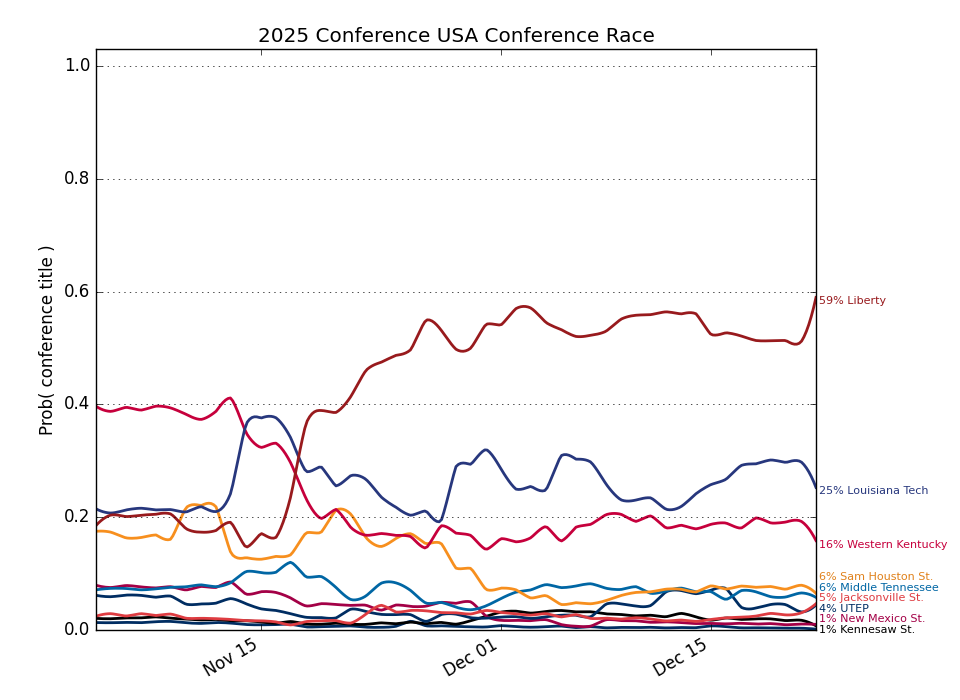 2025 Conference USA Conference Race
Prob( conference title )
1.0
0.8
0.6
0.4
0.2
0.0
Nov 15
Dec 01
Dec 15
59% Liberty
25% Louisiana Tech
16% Western Kentucky
6% Sam Houston St.
6% Middle Tennessee
5% Jacksonville St.
4% UTEP
1% New Mexico St.
1% Kennesaw St.